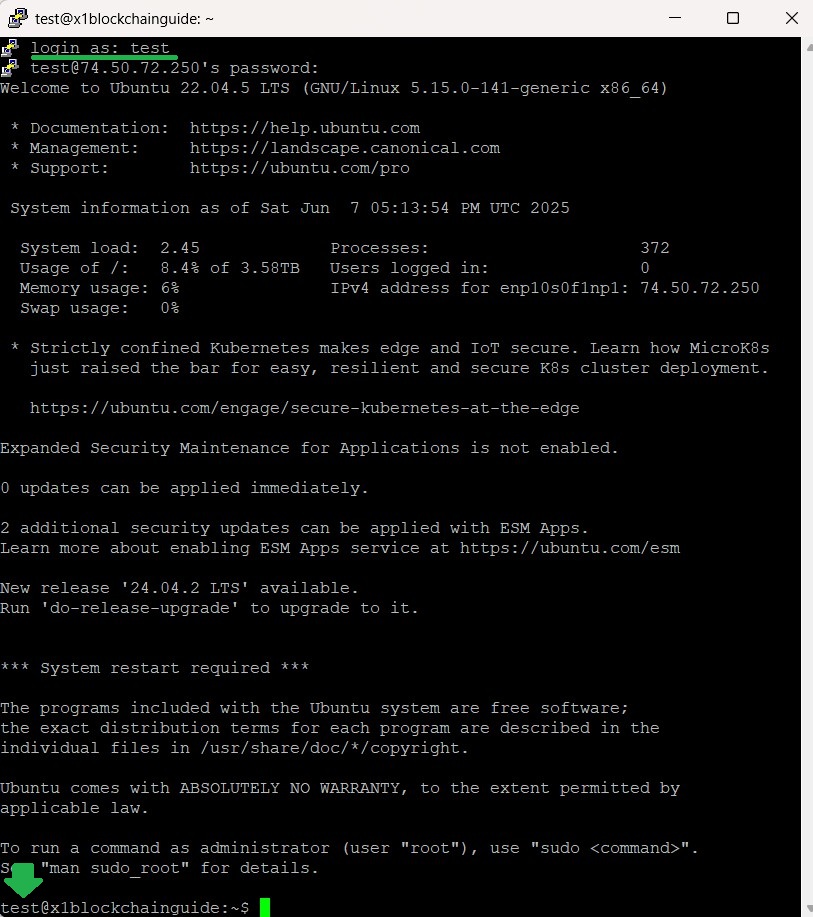 test@x1blockchainguide: ~
login as: test
test@74.50.72.250's password:
Welcome to Ubuntu 22.04.5 LTS (GNU/Linux 5.15.0-141-generic x86_64)
* Documentation:  https://help.ubuntu.com
* Management:     https://landscape.canonical.com
* Support:        https://ubuntu.com/pro
System information as of Sat Jun  7 05:13:54 PM UTC 2025
System load:  2.45             Processes:                     372
Usage of /:   8.4% of 3.58TB   Users logged in:               0
Memory usage: 6%               IPv4 address for enp10s0f1np1: 74.50.72.250
Swap usage:   0%
* Strictly confined Kubernetes makes edge and IoT secure. Learn how MicroK8s
just raised the bar for easy, resilient and secure K8s cluster deployment.
https://ubuntu.com/engage/secure-kubernetes-at-the-edge
Expanded Security Maintenance for Applications is not enabled.
0 updates can be applied immediately.
2 additional security updates can be applied with ESM Apps.
Learn more about enabling ESM Apps service at https://ubuntu.com/esm
New release '24.04.2 LTS' available.
Run 'do-release-upgrade' to upgrade to it.
*** System restart required ***
The programs included with the Ubuntu system are free software;
the exact distribution terms for each program are described in the
individual files in /usr/share/doc/*/copyright.
Ubuntu comes with ABSOLUTELY NO WARRANTY, to the extent permitted by
applicable law.
To run a command as administrator (user "root"), use "sudo <command>".
"man sudo_root" for details.
test@x1blockchainguide:~$